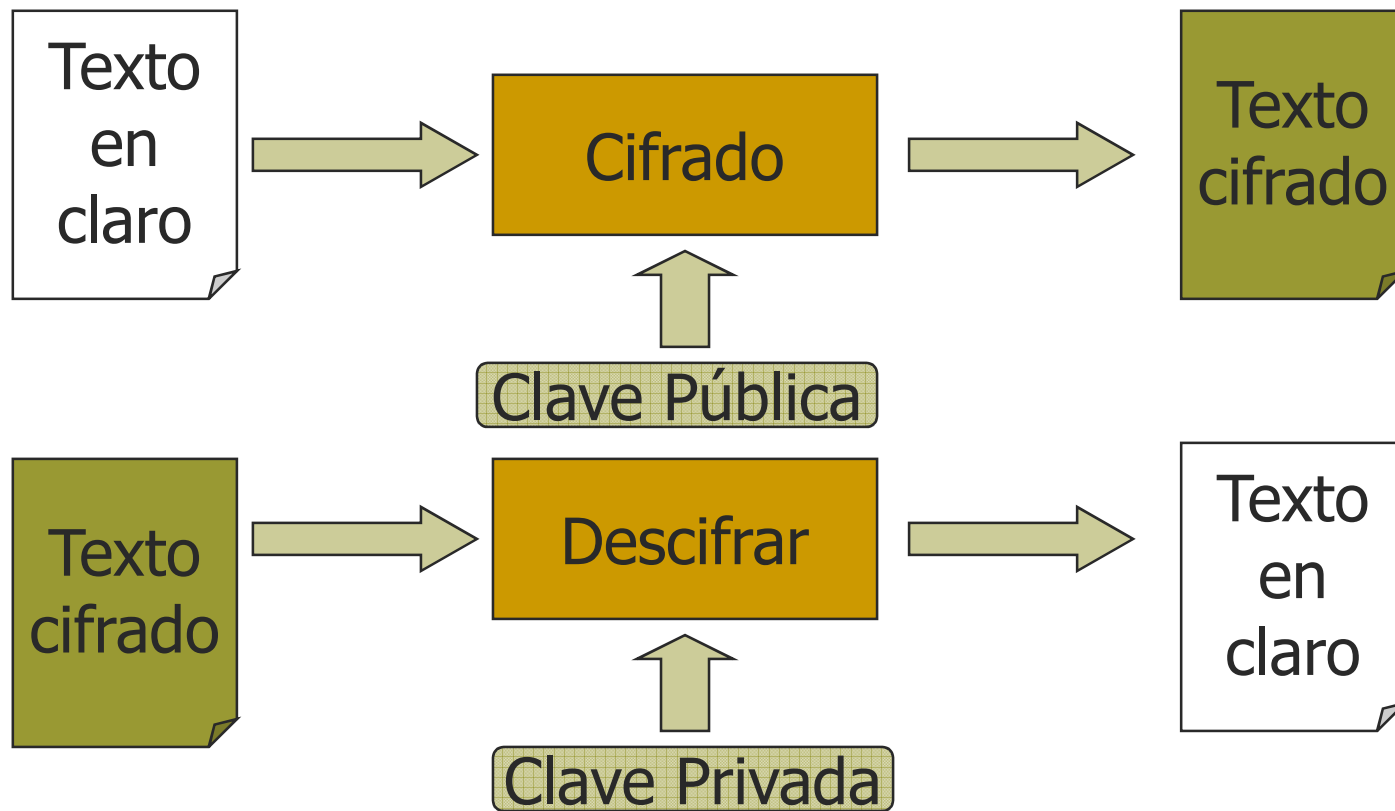 Texto
en
claro
Cifrado
Texto
cifrado
Clave Pública
Texto
cifrado
Descifrar
Texto
en
claro
Clave Privada